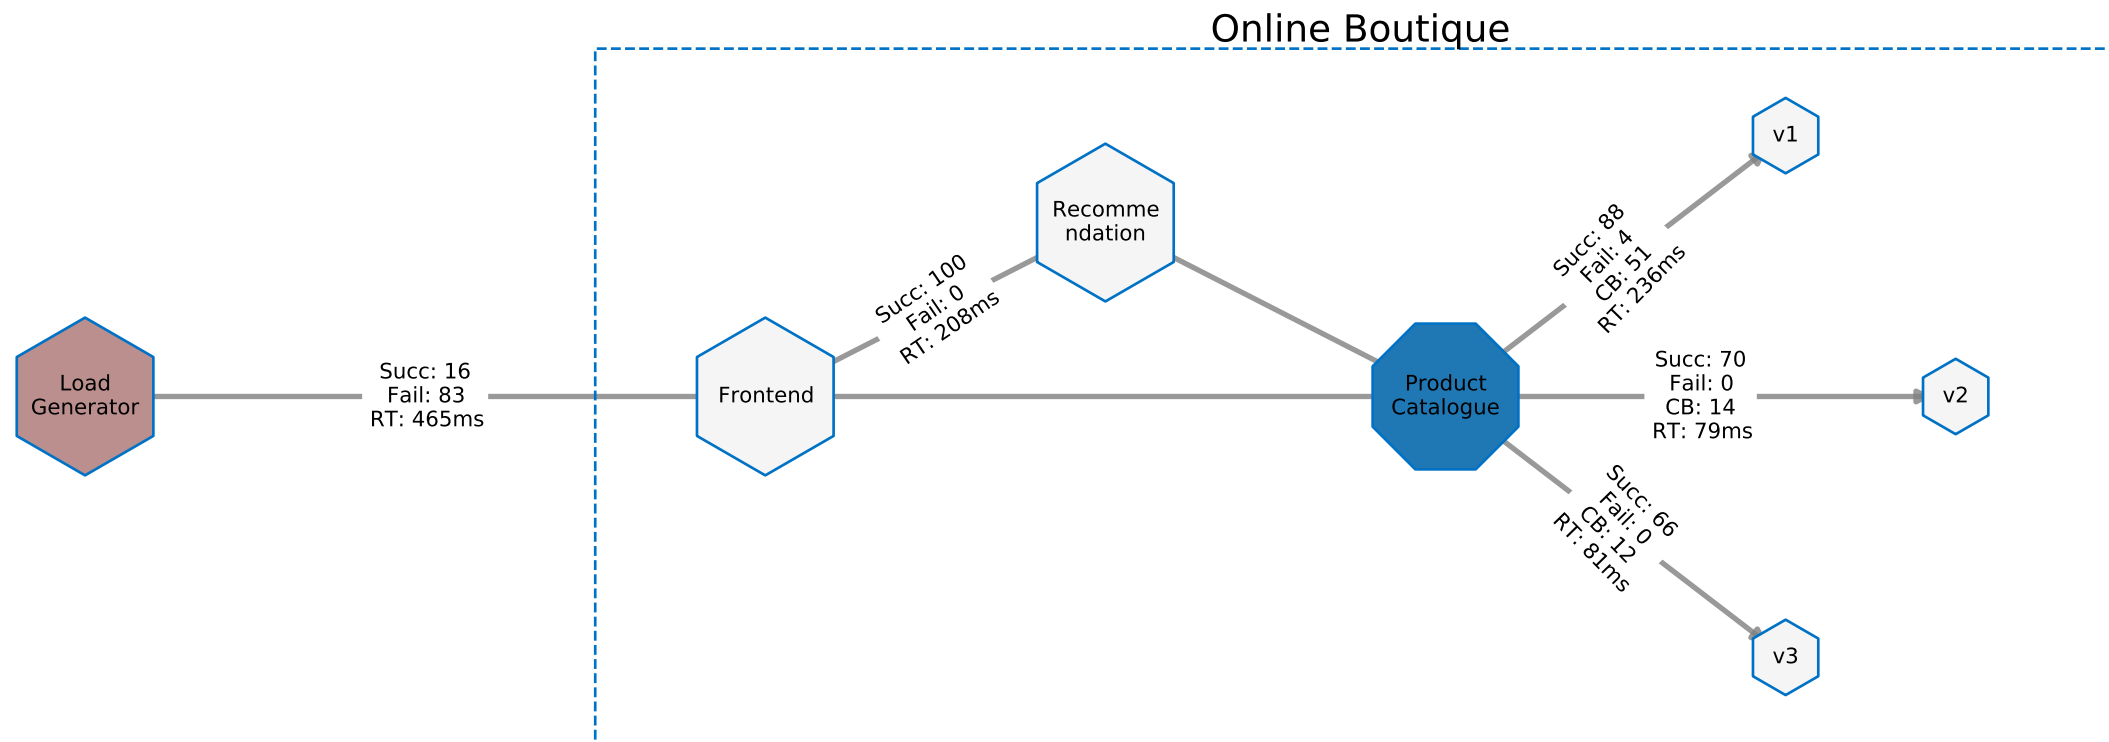 Online Boutique
Load
Generator
Succ: 16
Fail: 83
RT: 465ms
Frontend
Succ: 100
Fail: 0
RT: 208ms
Recomme
ndation
Product
Catalogue
Succ: 88
Fail: 4
CB: 51
RT: 236ms
v1
Succ: 70
Fail: 0
CB: 14
RT: 79ms
v2
Succ: 66
Fail: 0
CB: 12
RT: 81ms
v3